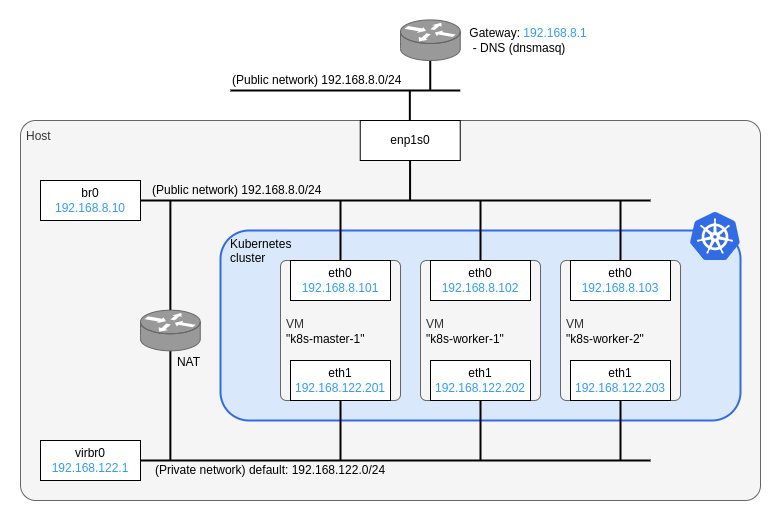 Gateway: 192.168.8.1
- DNS (dnsmasq)
(Public network) 192.168.8.0/24
Host
enp1s0
br0
192.168.8.10
(Public network) 192.168.8.0/24
Kubernetes
cluster
eth0
192.168.8.101
eth0
192.168.8.102
eth0
192.168.8.103
VM
"k8s-master-1"
VM
"k8s-worker-1"
VM
"k8s-worker-2"
NAT
eth1
192.168.122.201
eth1
192.168.122.202
eth1
192.168.122.203
virbr0
192.168.122.1
(Private network) default: 192.168.122.0/24